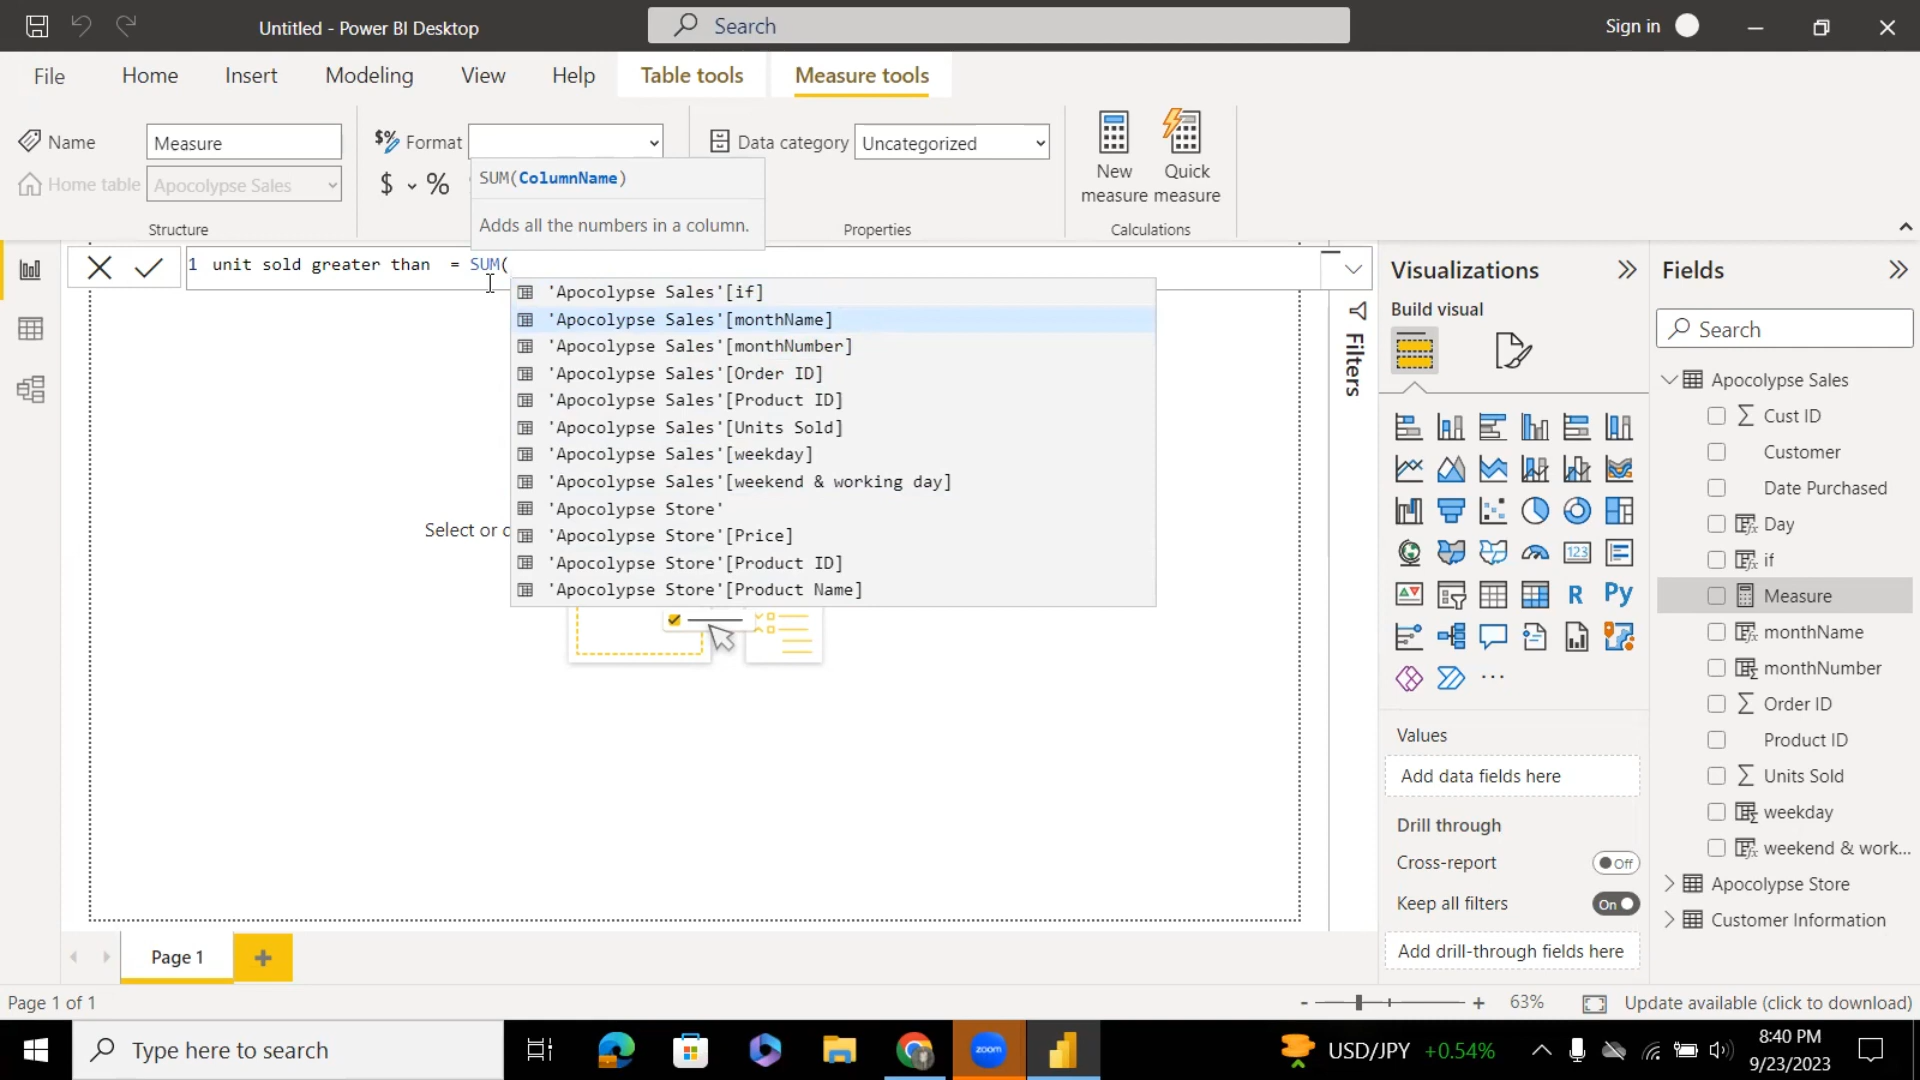 Untitled - Power BI Desktop
Search
Sign in
File
Home
Insert
Modeling
View
Help
Table tools
Measure tools
Name
Measure
Format
Data category
Uncategorized
New measure
Quick measure
Home table
Apocolypse Sales
$
%
Structure
Properties
Calculations
SUM(ColumnName)
Adds all the numbers in a column.
1 unit sold greater than = SUM(
'Apocolypse Sales'[if]
'Apocolypse Sales'[monthName]
'Apocolypse Sales'[monthNumber]
'Apocolypse Sales'[Order ID]
'Apocolypse Sales'[Product ID]
'Apocolypse Sales'[Units Sold]
'Apocolypse Sales'[weekday]
'Apocolypse Sales'[weekend & working day]
'Apocolypse Store'
'Apocolypse Store'[Price]
'Apocolypse Store'[Product ID]
'Apocolypse Store'[Product Name]
Select or
Filters
Visualizations
Build visual
123
R
Py
...
Values
Add data fields here
Drill through
Cross-report
Off
Keep all filters
On
Add drill-through fields here
Fields
Search
Apocolypse Sales
Cust ID
Customer
Date Purchased
Day
if
Measure
monthName
monthNumber
Order ID
Product ID
Units Sold
weekday
weekend & work...
Apocolypse Store
Customer Information
Page 1
Page 1 of 1
63%
Update available (click to download)
Type here to search
zoom
USD/JPY +0.54%
8:40 PM
9/23/2023